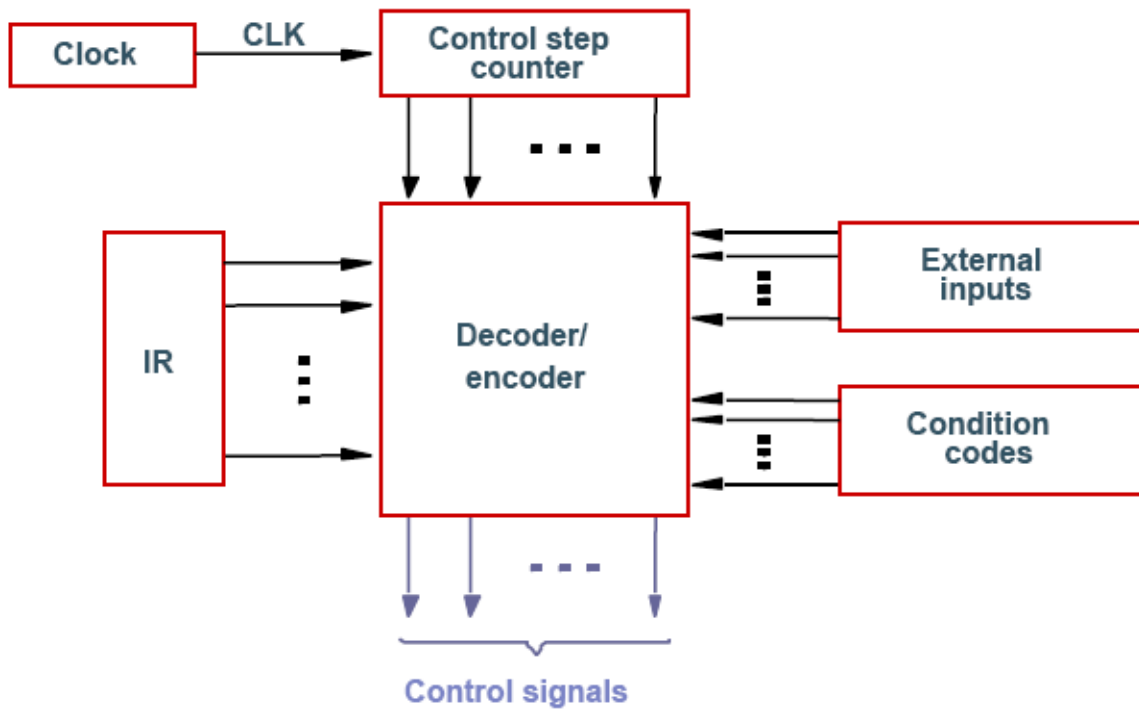 Clock
CLK
Control step
counter
IR
Decoder/
encoder
External
inputs
Condition
codes
Control signals